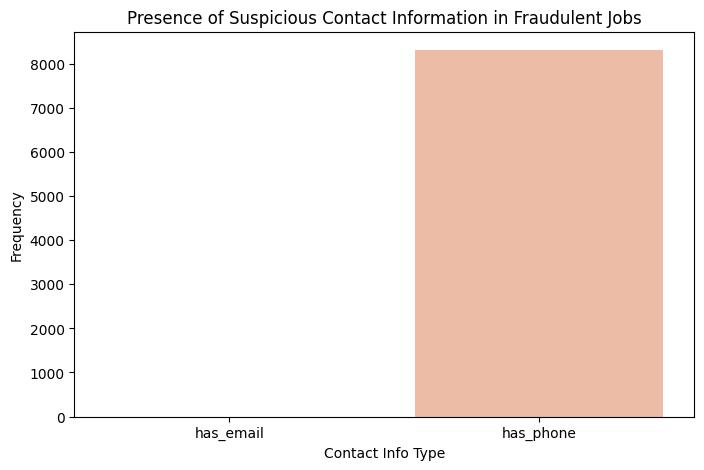 Presence of Suspicious Contact Information in Fraudulent Jobs
8000
7000
6000
5000
4000
3000
2000
1000
0
Frequency
has_email
has_phone
Contact Info Type